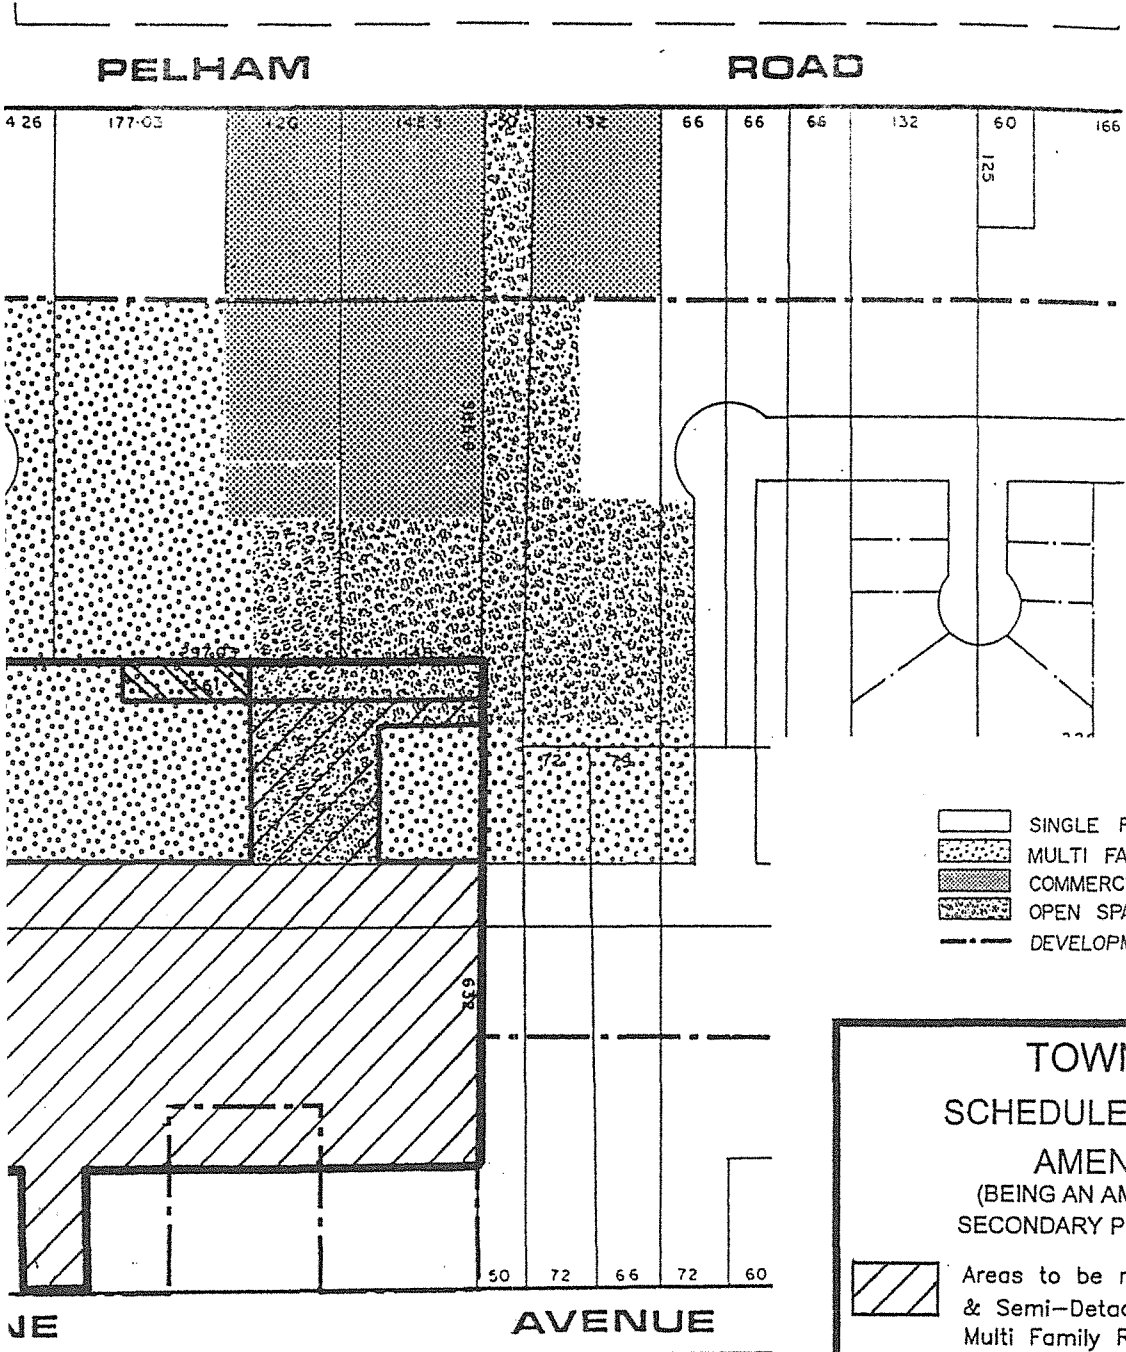 PELHAM ROAD
4 26 177·03 120 148·5 50 132 66 66 66 132 60 166
125
632
72
50 72 66 72 60
NE AVENUE
SINGLE F
MULTI FA
COMMERC
OPEN SPA
DEVELOPM
TOWN
SCHEDULE
AMEN
(BEING AN AM
SECONDARY P
Areas to be r
& Semi-Detac
Multi Family R